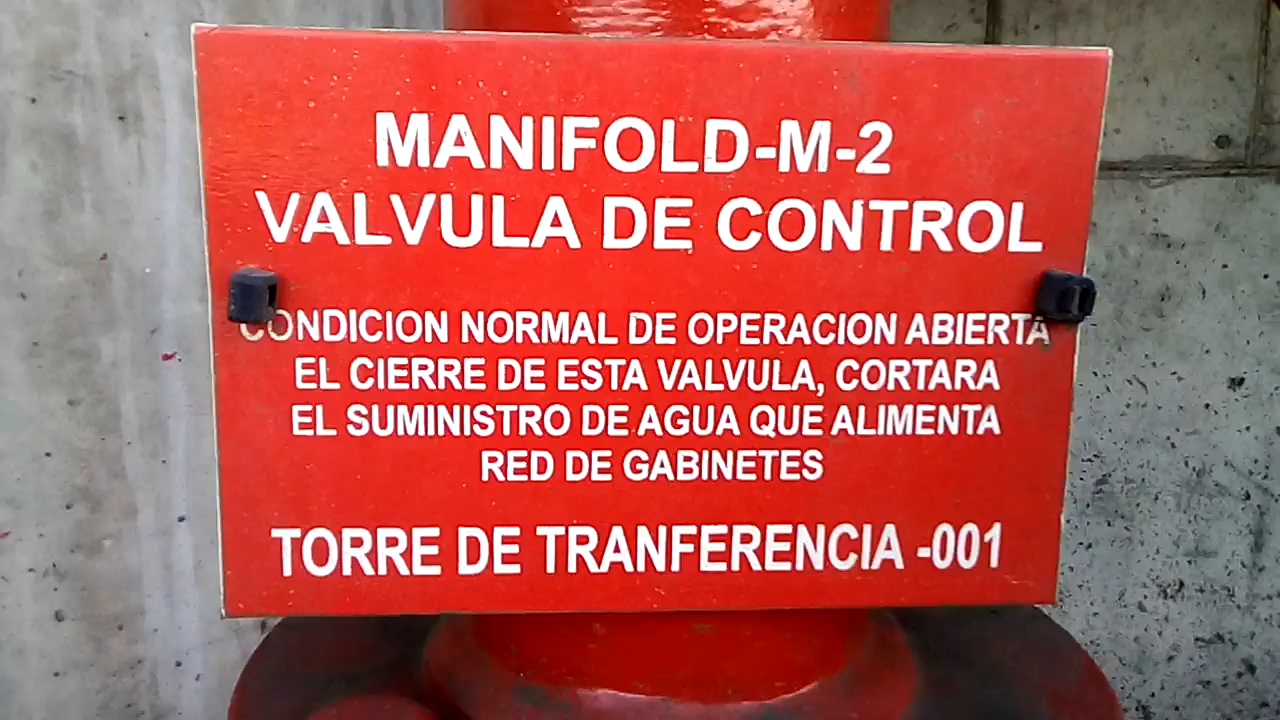 MANIFOLD-M-2
VALVULA DE CONTROL
CONDICION NORMAL DE OPERACION ABIERTA
EL CIERRE DE ESTA VALVULA, CORTARA
EL SUMINISTRO DE AGUA QUE ALIMENTA
RED DE GABINETES
TORRE DE TRANFERENCIA -001